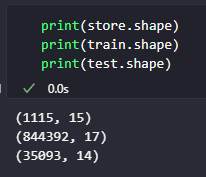 print(store.shape)
print(train.shape)
print(test.shape)
0.0s
(1115, 15)
(844392, 17)
(35093, 14)